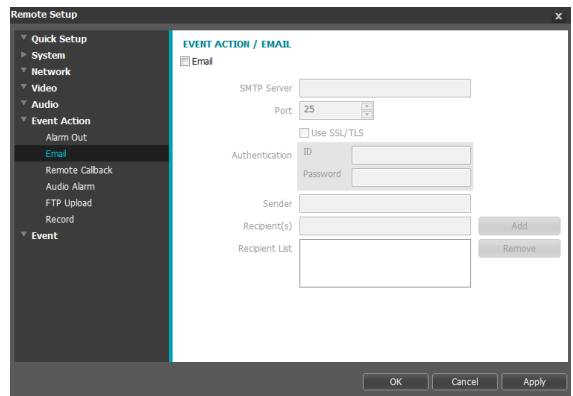 Remote Setup
x
Quick Setup
System
Network
Video
Audio
Event Action
Alarm Out
Email
Remote Callback
Audio Alarm
FTP Upload
Record
Event
EVENT ACTION / EMAIL
Email
SMTP Server
Port 25
Use SSL/TLS
Authentication ID
Password
Sender
Recipient(s) Add
Recipient List Remove
OK Cancel Apply